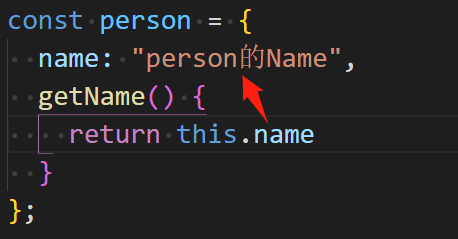 const person = {
  name: "person的Name",
  getName() {
    return this.name
  }
};